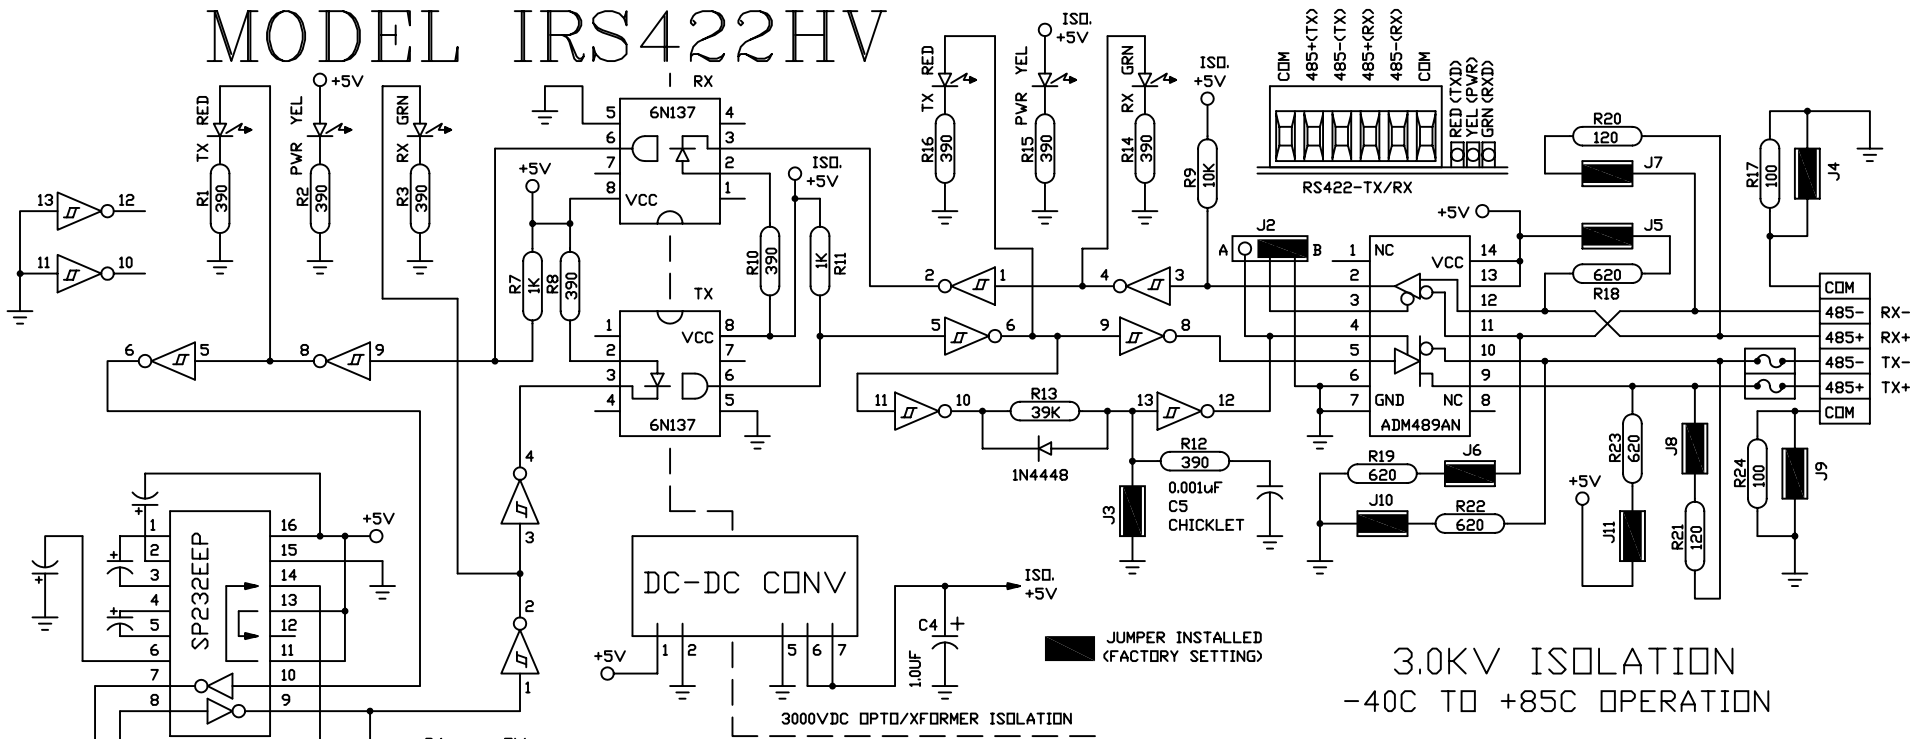 MODEL IRS422HV
TX RED
R1 390
+5V
PWR YEL
R2 390
RX GRN
R3 390
13 12
11 10
6 5
8 9
RX
6N137
5 4
6 3
7 2
8 VCC 1
+5V
R7 1K
R8 390
R10 390
ISO. +5V
R11 1K
TX
1 VCC 8
2 7
3 6
4 5
6N137
4
3
2
1
TX RED
R16 390
ISO. +5V
PWR YEL
R15 390
RX GRN
R14 390
ISO. +5V
R9 10K
2 1
4 3
5 6
9 8
11 10
R13
39K
1N4448
13 12
R12
390
0.001uF
C5
CHICKLET
J3
COM
485+(TX)
485-(TX)
485+(RX)
485-(RX)
COM
RED (TXD)
YEL (PWR)
GRN (RXD)
RS422-TX/RX
J2
A B
+5V
1 NC 14
2 VCC 13
3 12
4 11
5 10
6 9
7 GND NC 8
ADM489AN
R20
120
J7
J5
620
R18
R17 100
J4
COM
485- RX-
485+ RX+
485- TX-
485+ TX+
COM
R19
620
J6
J10
R22
620
R23 620
J8
+5V
J11
R21 120
R24 100
J9
SP232EEP
1 16
+5V
2 15
3 14
4 13
5 12
6 11
7 10
8 9
DC-DC CONV
+5V
1 2 5 6 7
C4 +
1.0UF
ISO.
+5V
3000VDC OPTO/XFORMER ISOLATION
JUMPER INSTALLED
(FACTORY SETTING)
3.0KV ISOLATION
-40C TO +85C OPERATION